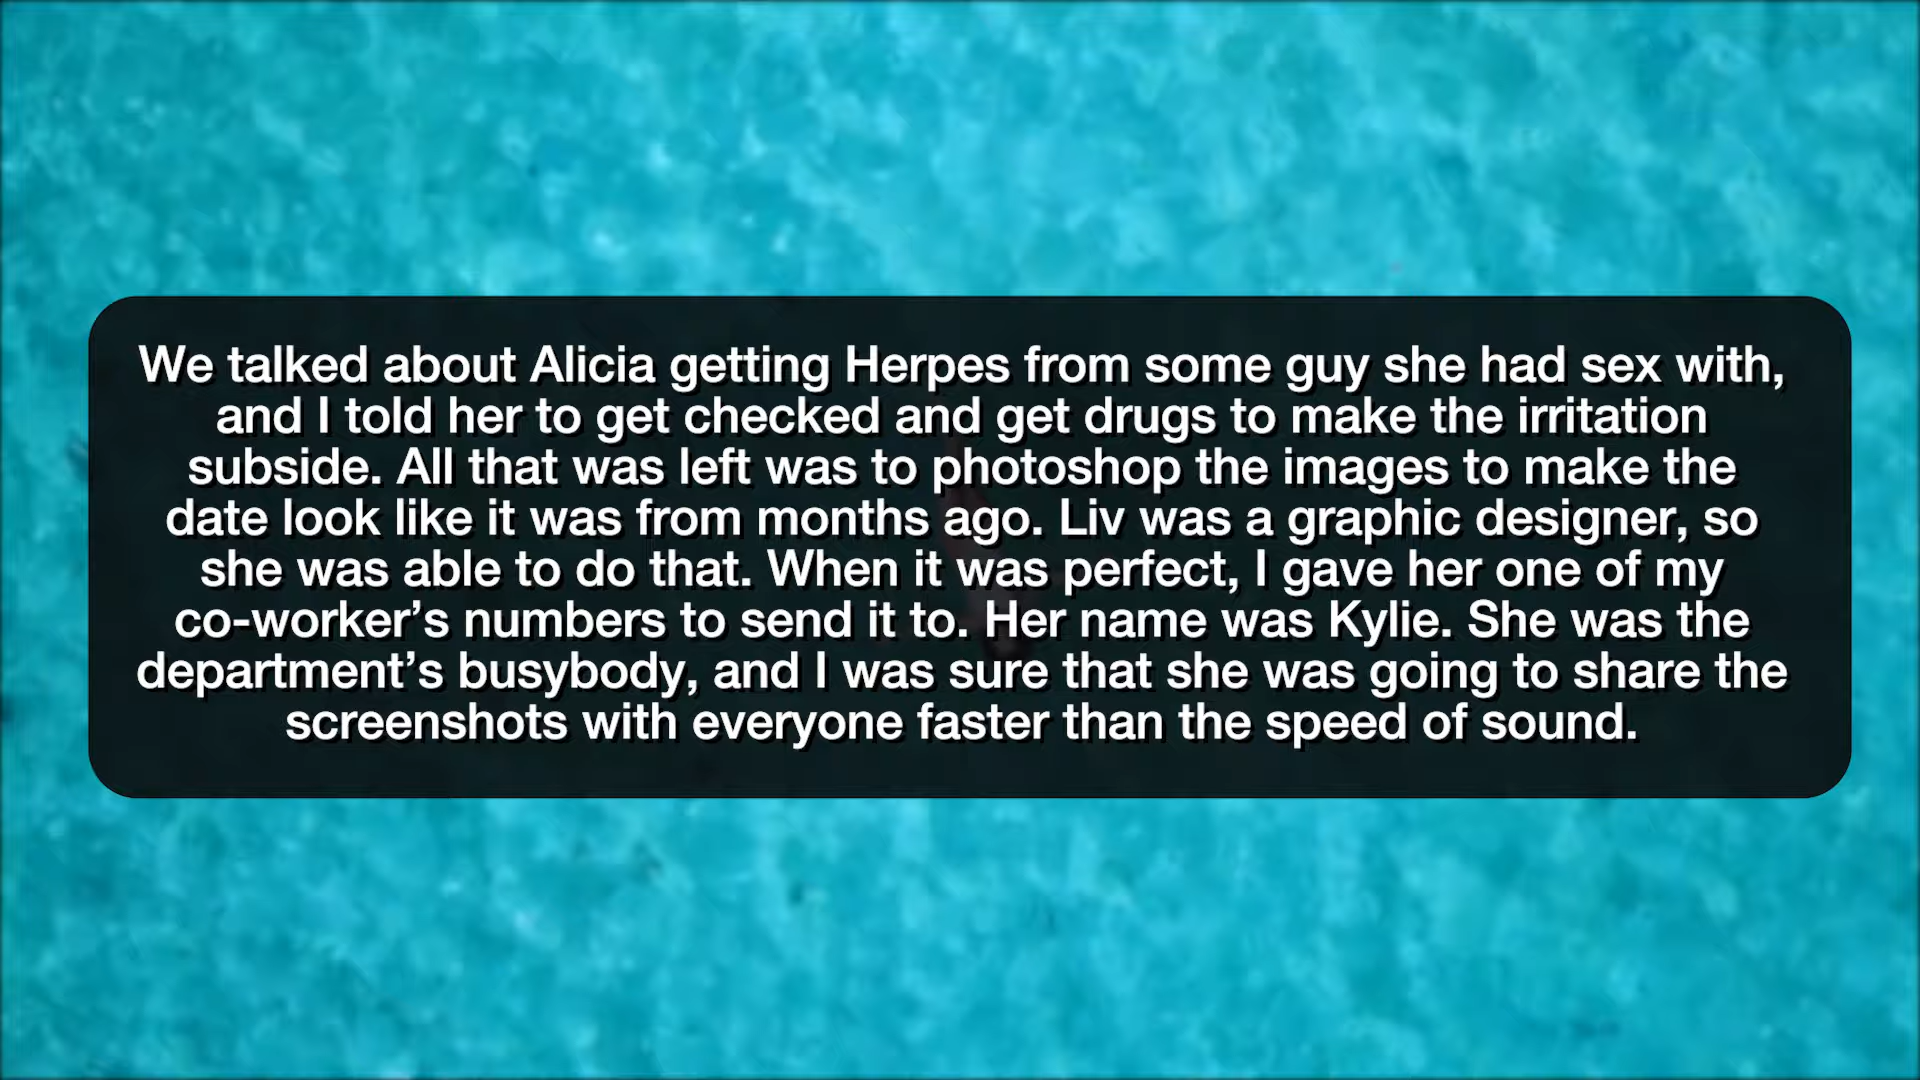 We talked about Alicia getting Herpes from some guy she had sex with,
and I told her to get checked and get drugs to make the irritation
subside. All that was left was to photoshop the images to make the
date look like it was from months ago. Liv was a graphic designer, so
she was able to do that. When it was perfect, I gave her one of my
co-worker’s numbers to send it to. Her name was Kylie. She was the
department’s busybody, and I was sure that she was going to share the
screenshots with everyone faster than the speed of sound.